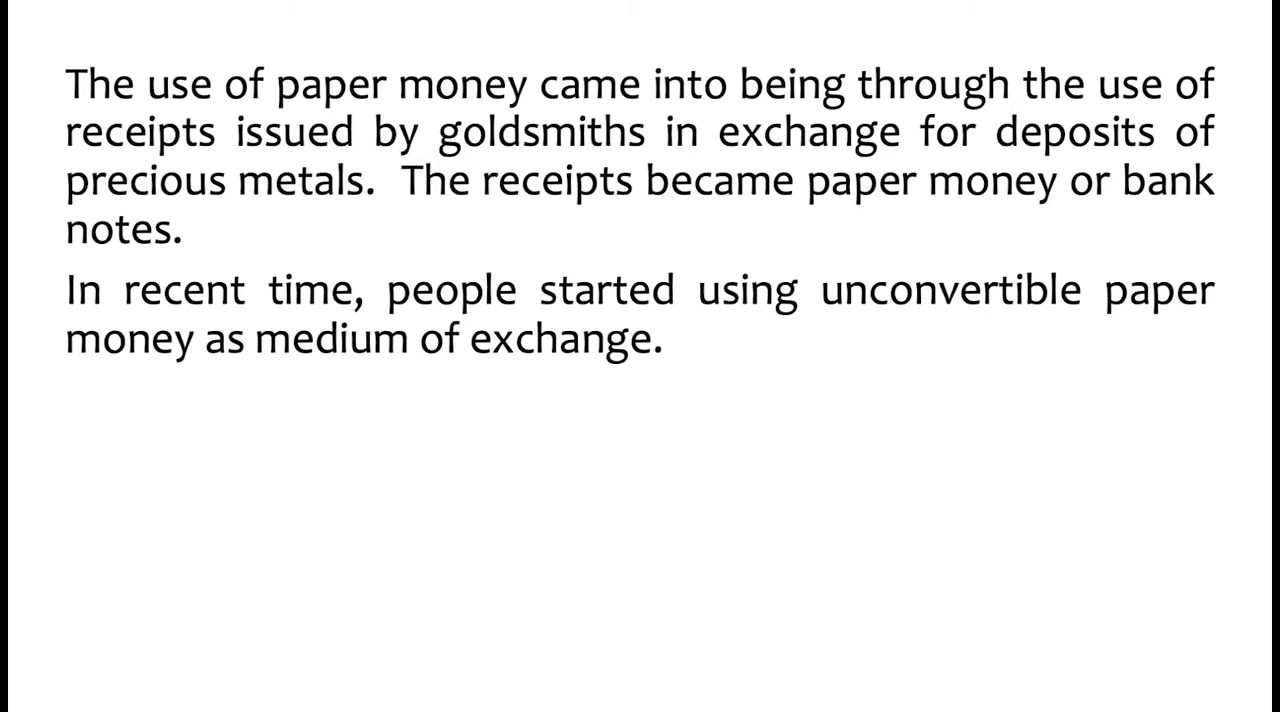 The use of paper money came into being through the use of
receipts issued by goldsmiths in exchange for deposits of
precious metals.  The receipts became paper money or bank
notes.
In recent time, people started using unconvertible paper
money as medium of exchange.